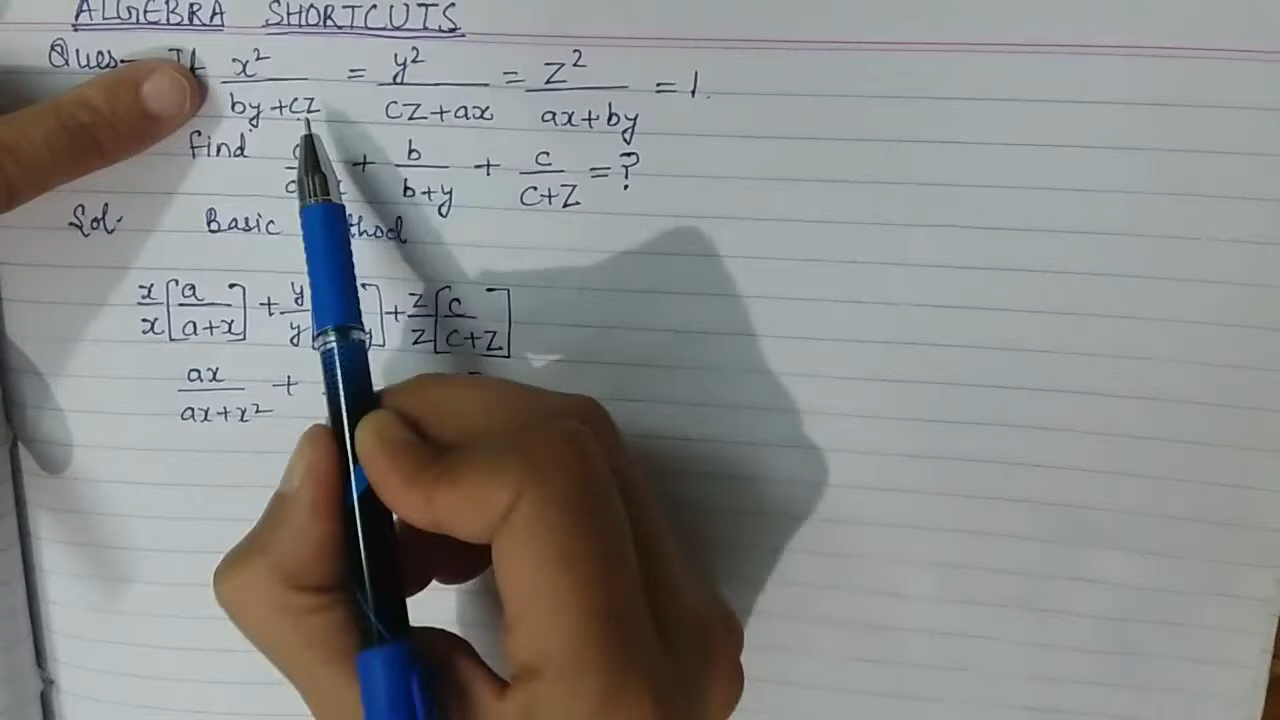 ALGEBRA SHORTCUTS
Ques- If x²/(by+cz) = y²/(cz+ax) = z²/(ax+by) = 1.
find + b/(b+y) + c/(c+z) = ?
Sol. Basic
x/x[a/(a+x)] + y/y[ ] + z/z[c/(c+z)]
ax/(ax+x²) +